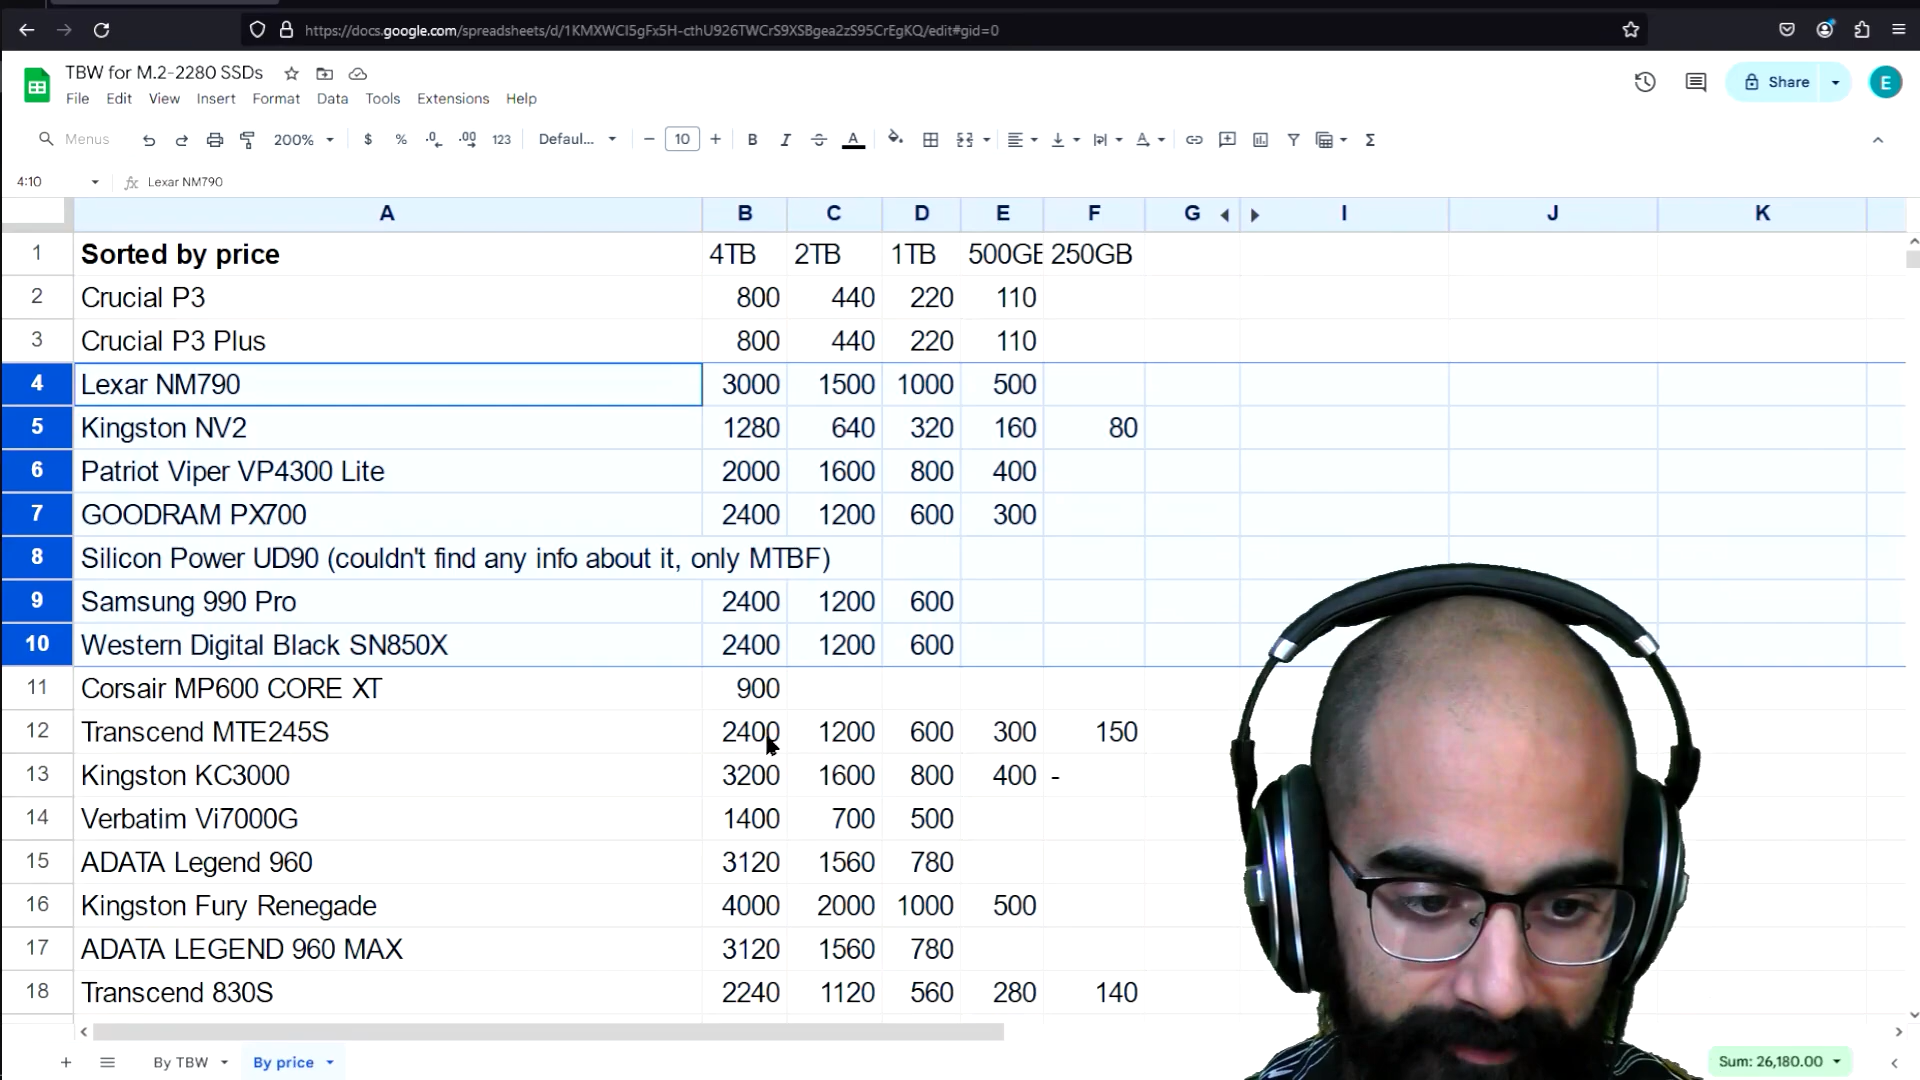 https://docs.google.com/spreadsheets/d/1KMXWCI5gFx5H-cthU926TWCrS9XSBgea2zS95CrEgKQ/edit#gid=0
TBW for M.2-2280 SSDs
Share
E
File Edit View Insert Format Data Tools Extensions Help
Menus 200% $ % .0 .00 123 Defaul... 10 B I A Σ
4:10 fx Lexar NM790
A B C D E F G I J K
1 Sorted by price 4TB 2TB 1TB 500GE 250GB
2 Crucial P3 800 440 220 110
3 Crucial P3 Plus 800 440 220 110
4 Lexar NM790 3000 1500 1000 500
5 Kingston NV2 1280 640 320 160 80
6 Patriot Viper VP4300 Lite 2000 1600 800 400
7 GOODRAM PX700 2400 1200 600 300
8 Silicon Power UD90 (couldn't find any info about it, only MTBF)
9 Samsung 990 Pro 2400 1200 600
10 Western Digital Black SN850X 2400 1200 600
11 Corsair MP600 CORE XT 900
12 Transcend MTE245S 2400 1200 600 300 150
13 Kingston KC3000 3200 1600 800 400 -
14 Verbatim Vi7000G 1400 700 500
15 ADATA Legend 960 3120 1560 780
16 Kingston Fury Renegade 4000 2000 1000 500
17 ADATA LEGEND 960 MAX 3120 1560 780
18 Transcend 830S 2240 1120 560 280 140
By TBW By price Sum: 26,180.00